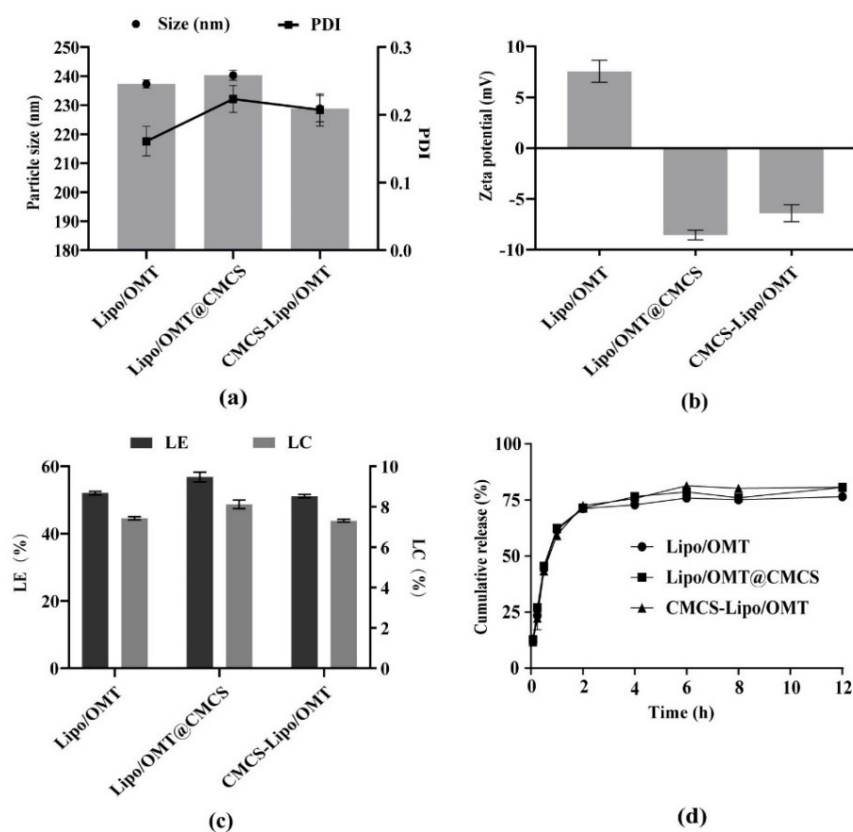 Size (nm) PDI
250
240
230
220
210
200
190
180
Particle size (nm)
0.3
0.2
0.1
0.0
PDI
Lipo/OMT
Lipo/OMT@CMCS
CMCS-Lipo/OMT
(a)
10
5
0
-5
-10
Zeta potential (mV)
Lipo/OMT
Lipo/OMT@CMCS
CMCS-Lipo/OMT
(b)
LE LC
60
40
20
0
LE (%)
10
8
6
4
2
0
LC (%)
Lipo/OMT
Lipo/OMT@CMCS
CMCS-Lipo/OMT
(c)
100
75
50
25
0
Cumulative release (%)
Lipo/OMT
Lipo/OMT@CMCS
CMCS-Lipo/OMT
0 2 4 6 8 10 12
Time (h)
(d)